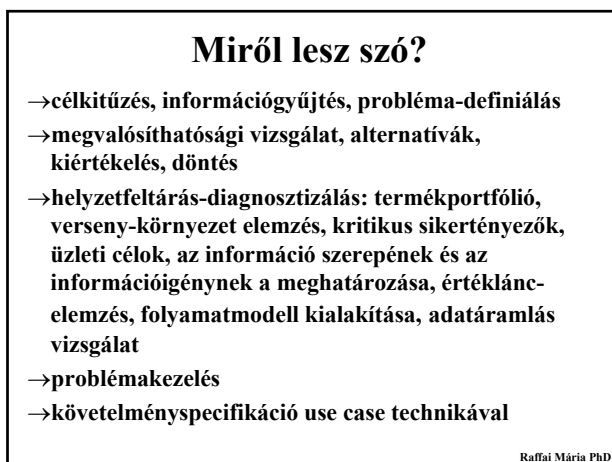 Miről lesz szó?
→célkitűzés, információgyűjtés, probléma-definiálás
→megvalósíthatósági vizsgálat, alternatívák,
kiértékelés, döntés
→helyzetfeltárás-diagnosztizálás: termékportfólió,
verseny-környezet elemzés, kritikus sikertényezők,
üzleti célok, az információ szerepének és az
információigénynek a meghatározása, értéklánc-
elemzés, folyamatmodell kialakítása, adatáramlás
vizsgálat
→problémakezelés
→követelményspecifikáció use case technikával
Raffai Mária PhD